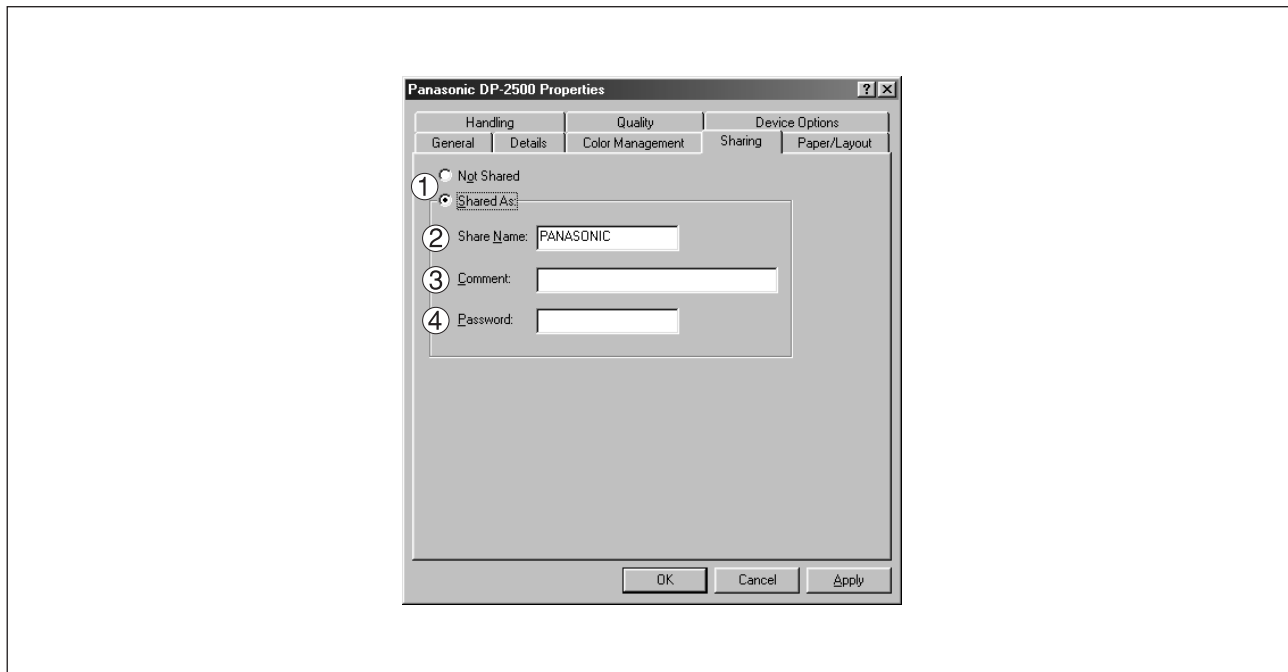 Panasonic DP-2500 Properties ? ×
Handling Quality Device Options
General Details Color Management Sharing Paper/Layout
① Not Shared
Shared As:
② Share Name: PANASONIC
③ Comment:
④ Password:
OK Cancel Apply